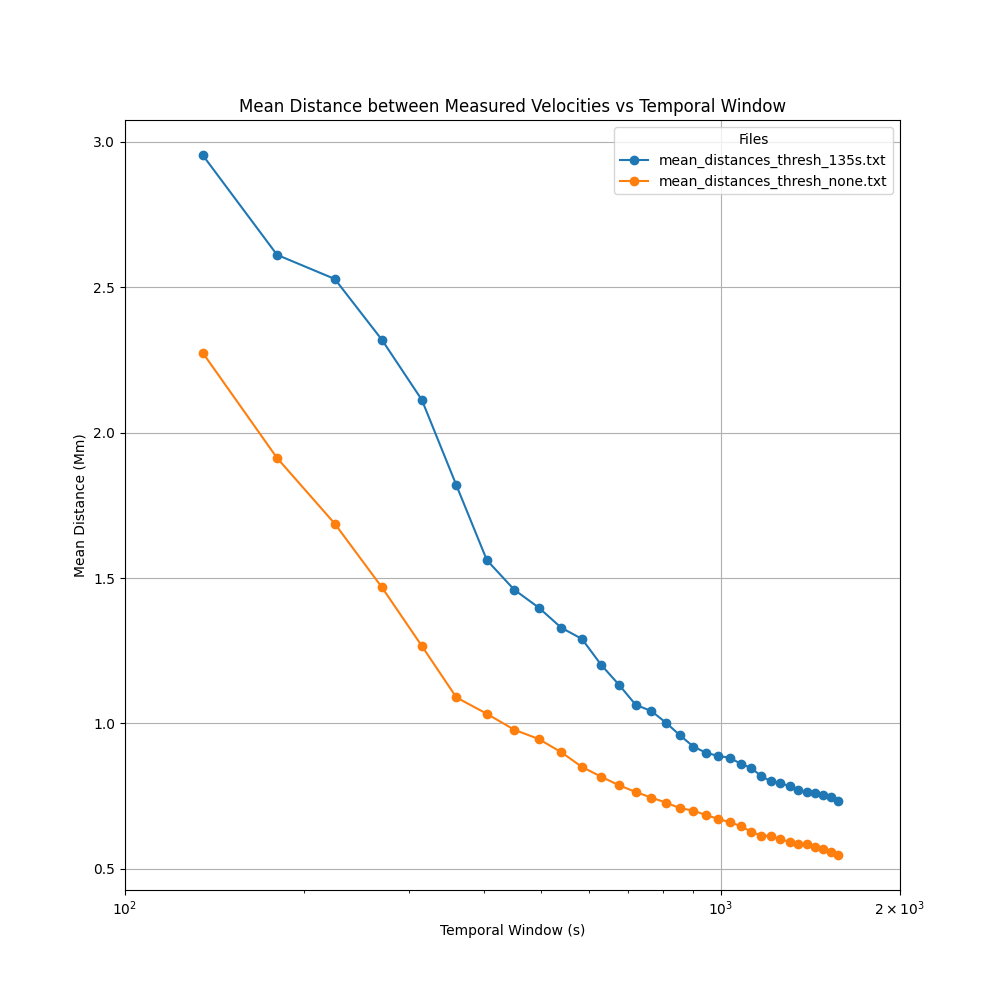 Mean Distance between Measured Velocities vs Temporal Window
Files
mean_distances_thresh_135s.txt
mean_distances_thresh_none.txt
3.0
2.5
2.0
1.5
1.0
0.5
Mean Distance (Mm)
10²
10³
2 × 10³
Temporal Window (s)